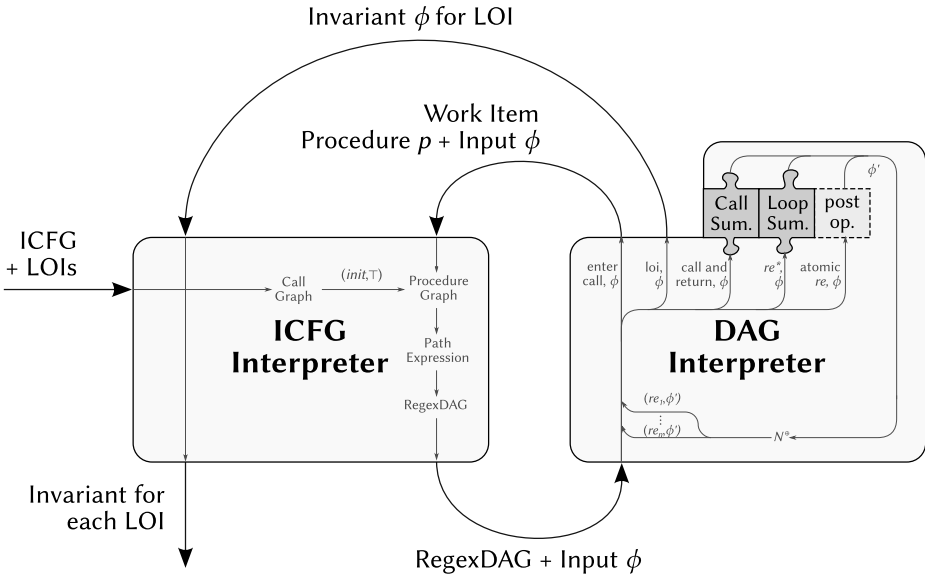 Invariant ϕ for LOI
Work Item
Procedure p + Input ϕ
ICFG
+ LOIs
Call
Graph
(init,⊤)
Procedure
Graph
ICFG
Interpreter
Path
Expression
RegexDAG
Invariant for
each LOI
RegexDAG + Input ϕ
ϕ'
Call
Sum.
Loop
Sum.
post
op.
enter
call, ϕ
loi,
ϕ
call and
return, ϕ
re*,
ϕ
atomic
re, ϕ
DAG
Interpreter
(re₁,ϕ')
⋮
(reₙ,ϕ')